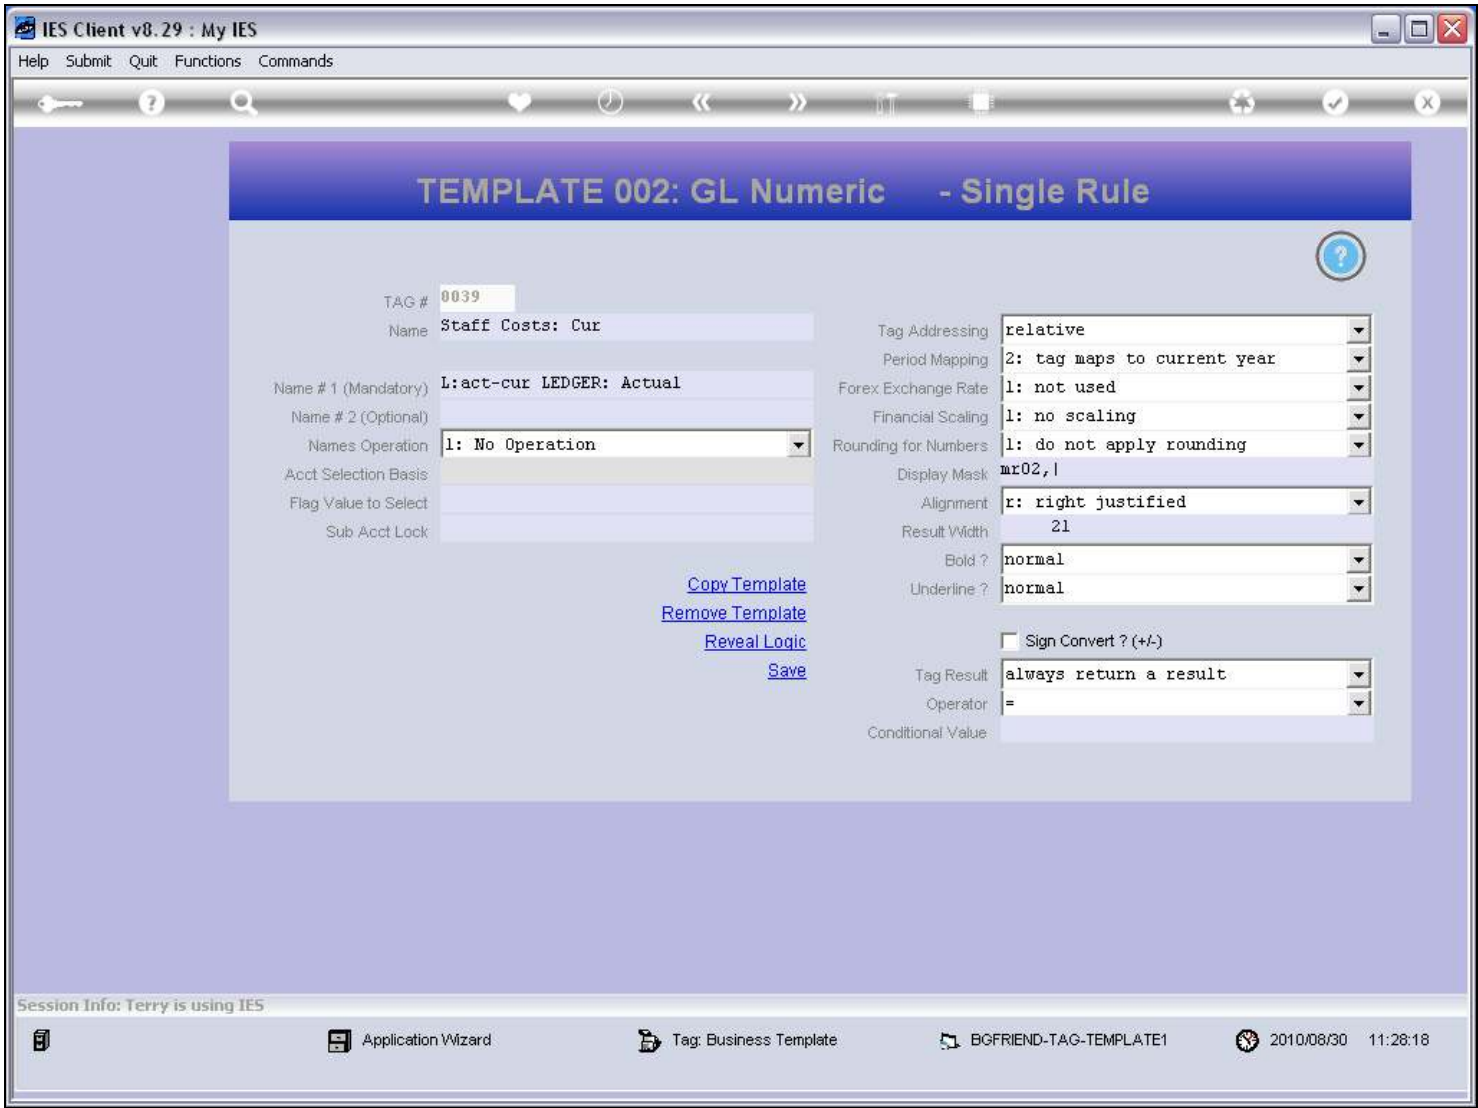 IES Client v8.29 : My IES
Help Submit Quit Functions Commands
TEMPLATE 002: GL Numeric - Single Rule
TAG # 0039
Name Staff Costs: Cur
Name # 1 (Mandatory) L:act-cur LEDGER: Actual
Name # 2 (Optional)
Names Operation 1: No Operation
Acct Selection Basis
Flag Value to Select
Sub Acct Lock
Copy Template
Remove Template
Reveal Logic
Save
Tag Addressing relative
Period Mapping 2: tag maps to current year
Forex Exchange Rate 1: not used
Financial Scaling 1: no scaling
Rounding for Numbers 1: do not apply rounding
Display Mask mr02,|
Alignment r: right justified
Result Width 21
Bold ? normal
Underline ? normal
Sign Convert ? (+/-)
Tag Result always return a result
Operator =
Conditional Value
Session Info: Terry is using IES
Application Wizard Tag: Business Template BGFRIEND-TAG-TEMPLATE1 2010/08/30 11:28:18